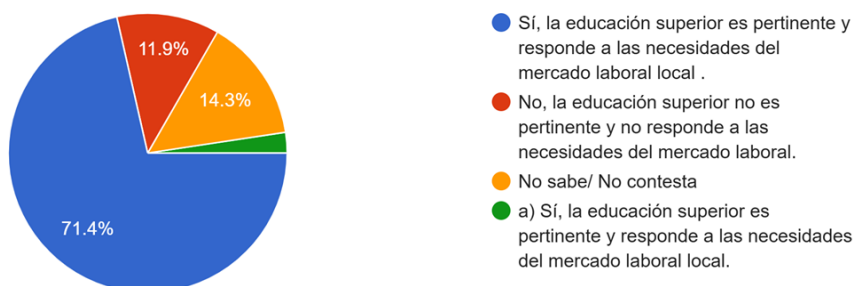 11.9%
14.3%
71.4%
Sí, la educación superior es pertinente y
responde a las necesidades del
mercado laboral local .
No, la educación superior no es
pertinente y no responde a las
necesidades del mercado laboral.
No sabe/ No contesta
a) Sí, la educación superior es
pertinente y responde a las necesidades
del mercado laboral local.